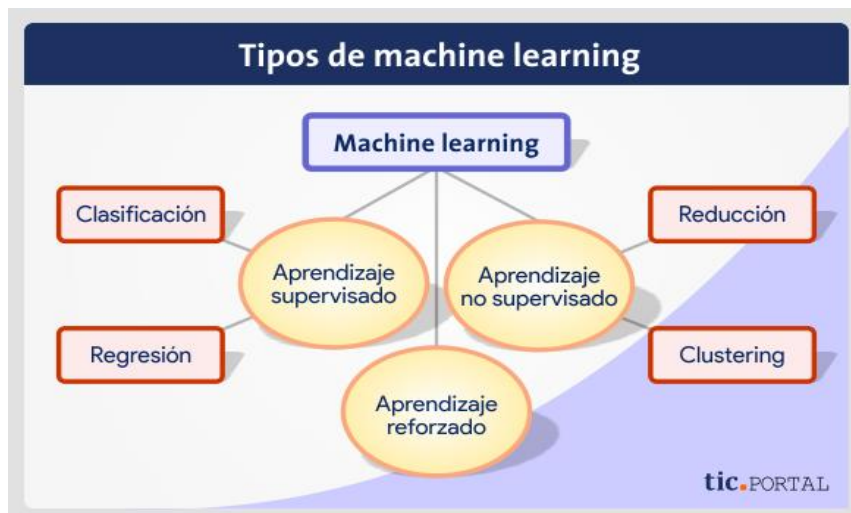 Tipos de machine learning
Machine learning
Clasificación
Reducción
Aprendizaje
supervisado
Aprendizaje
no supervisado
Regresión
Clustering
Aprendizaje
reforzado
tic.PORTAL